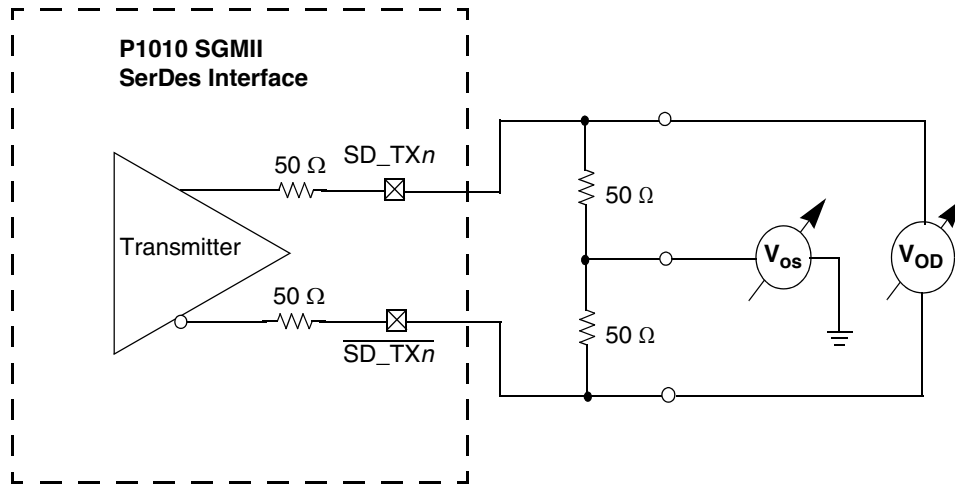 P1010 SGMII
SerDes Interface
50 Ω
SD_TXn
Transmitter
50 Ω
SD_TXn
50 Ω
50 Ω
Vos
VOD